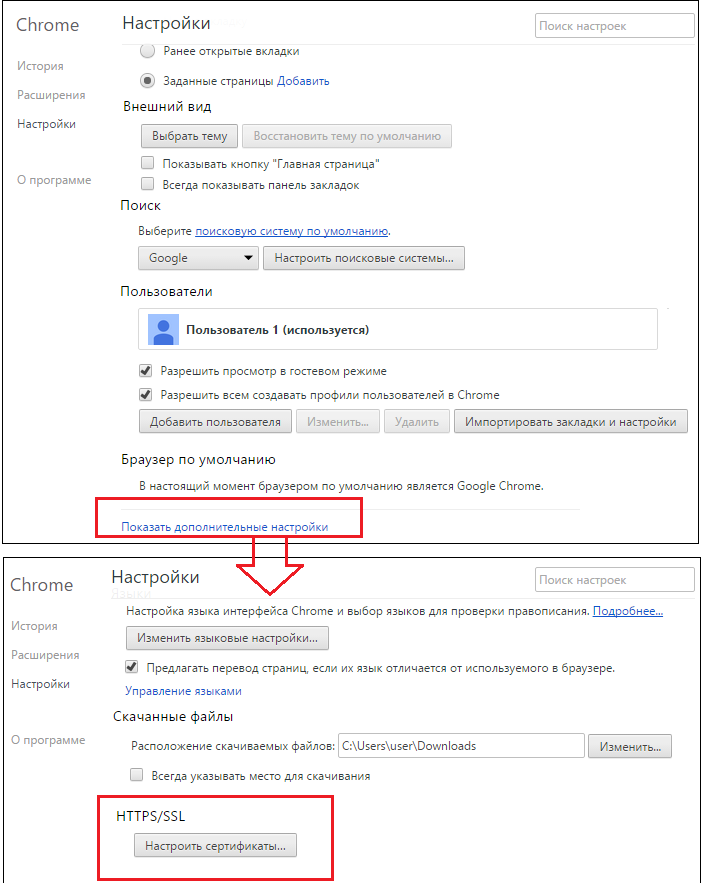 Chrome
Настройки
Поиск настроек
История
Расширения
Настройки
О программе
Ранее открытые вкладки
Заданные страницы Добавить
Внешний вид
Выбрать тему
Восстановить тему по умолчанию
Показывать кнопку "Главная страница"
Всегда показывать панель закладок
Поиск
Выберите поисковую систему по умолчанию.
Google
Настроить поисковые системы...
Пользователи
Пользователь 1 (используется)
Разрешить просмотр в гостевом режиме
Разрешить всем создавать профили пользователей в Chrome
Добавить пользователя
Изменить...
Удалить
Импортировать закладки и настройки
Браузер по умолчанию
В настоящий момент браузером по умолчанию является Google Chrome.
Показать дополнительные настройки
Chrome
Настройки
Поиск настроек
История
Расширения
Настройки
О программе
Языки
Настройка языка интерфейса Chrome и выбор языков для проверки правописания. Подробнее...
Изменить языковые настройки...
Предлагать перевод страниц, если их язык отличается от используемого в браузере.
Управление языками
Скачанные файлы
Расположение скачиваемых файлов:
C:\Users\user\Downloads
Изменить...
Всегда указывать место для скачивания
HTTPS/SSL
Настроить сертификаты...